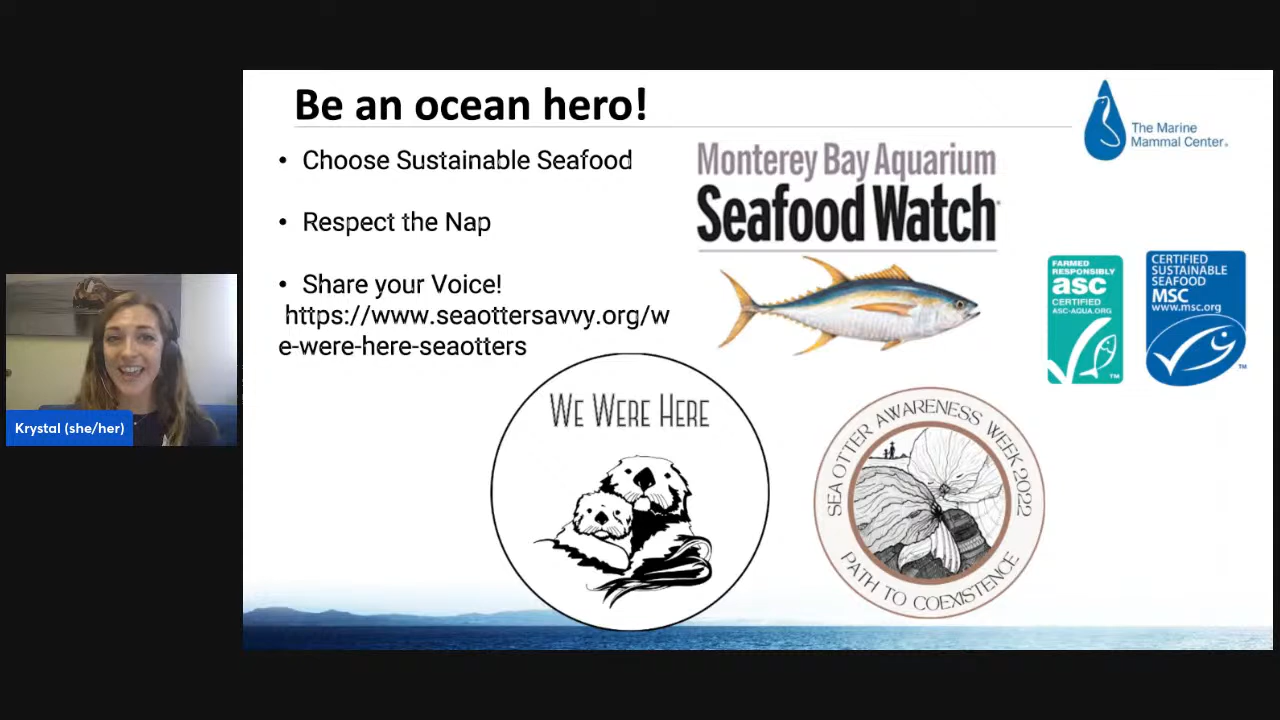 Be an ocean hero!
The Marine
Mammal Center®
• Choose Sustainable Seafood
• Respect the Nap
• Share your Voice!
https://www.seaottersavvy.org/w
e-were-here-seaotters
Monterey Bay Aquarium
Seafood Watch®
FARMED
RESPONSIBLY
asc
CERTIFIED
ASC-AQUA.ORG
TM
CERTIFIED
SUSTAINABLE
SEAFOOD
MSC
www.msc.org
TM
Krystal (she/her)
WE WERE HERE
SEA OTTER AWARENESS WEEK 2022
PATH TO COEXISTENCE